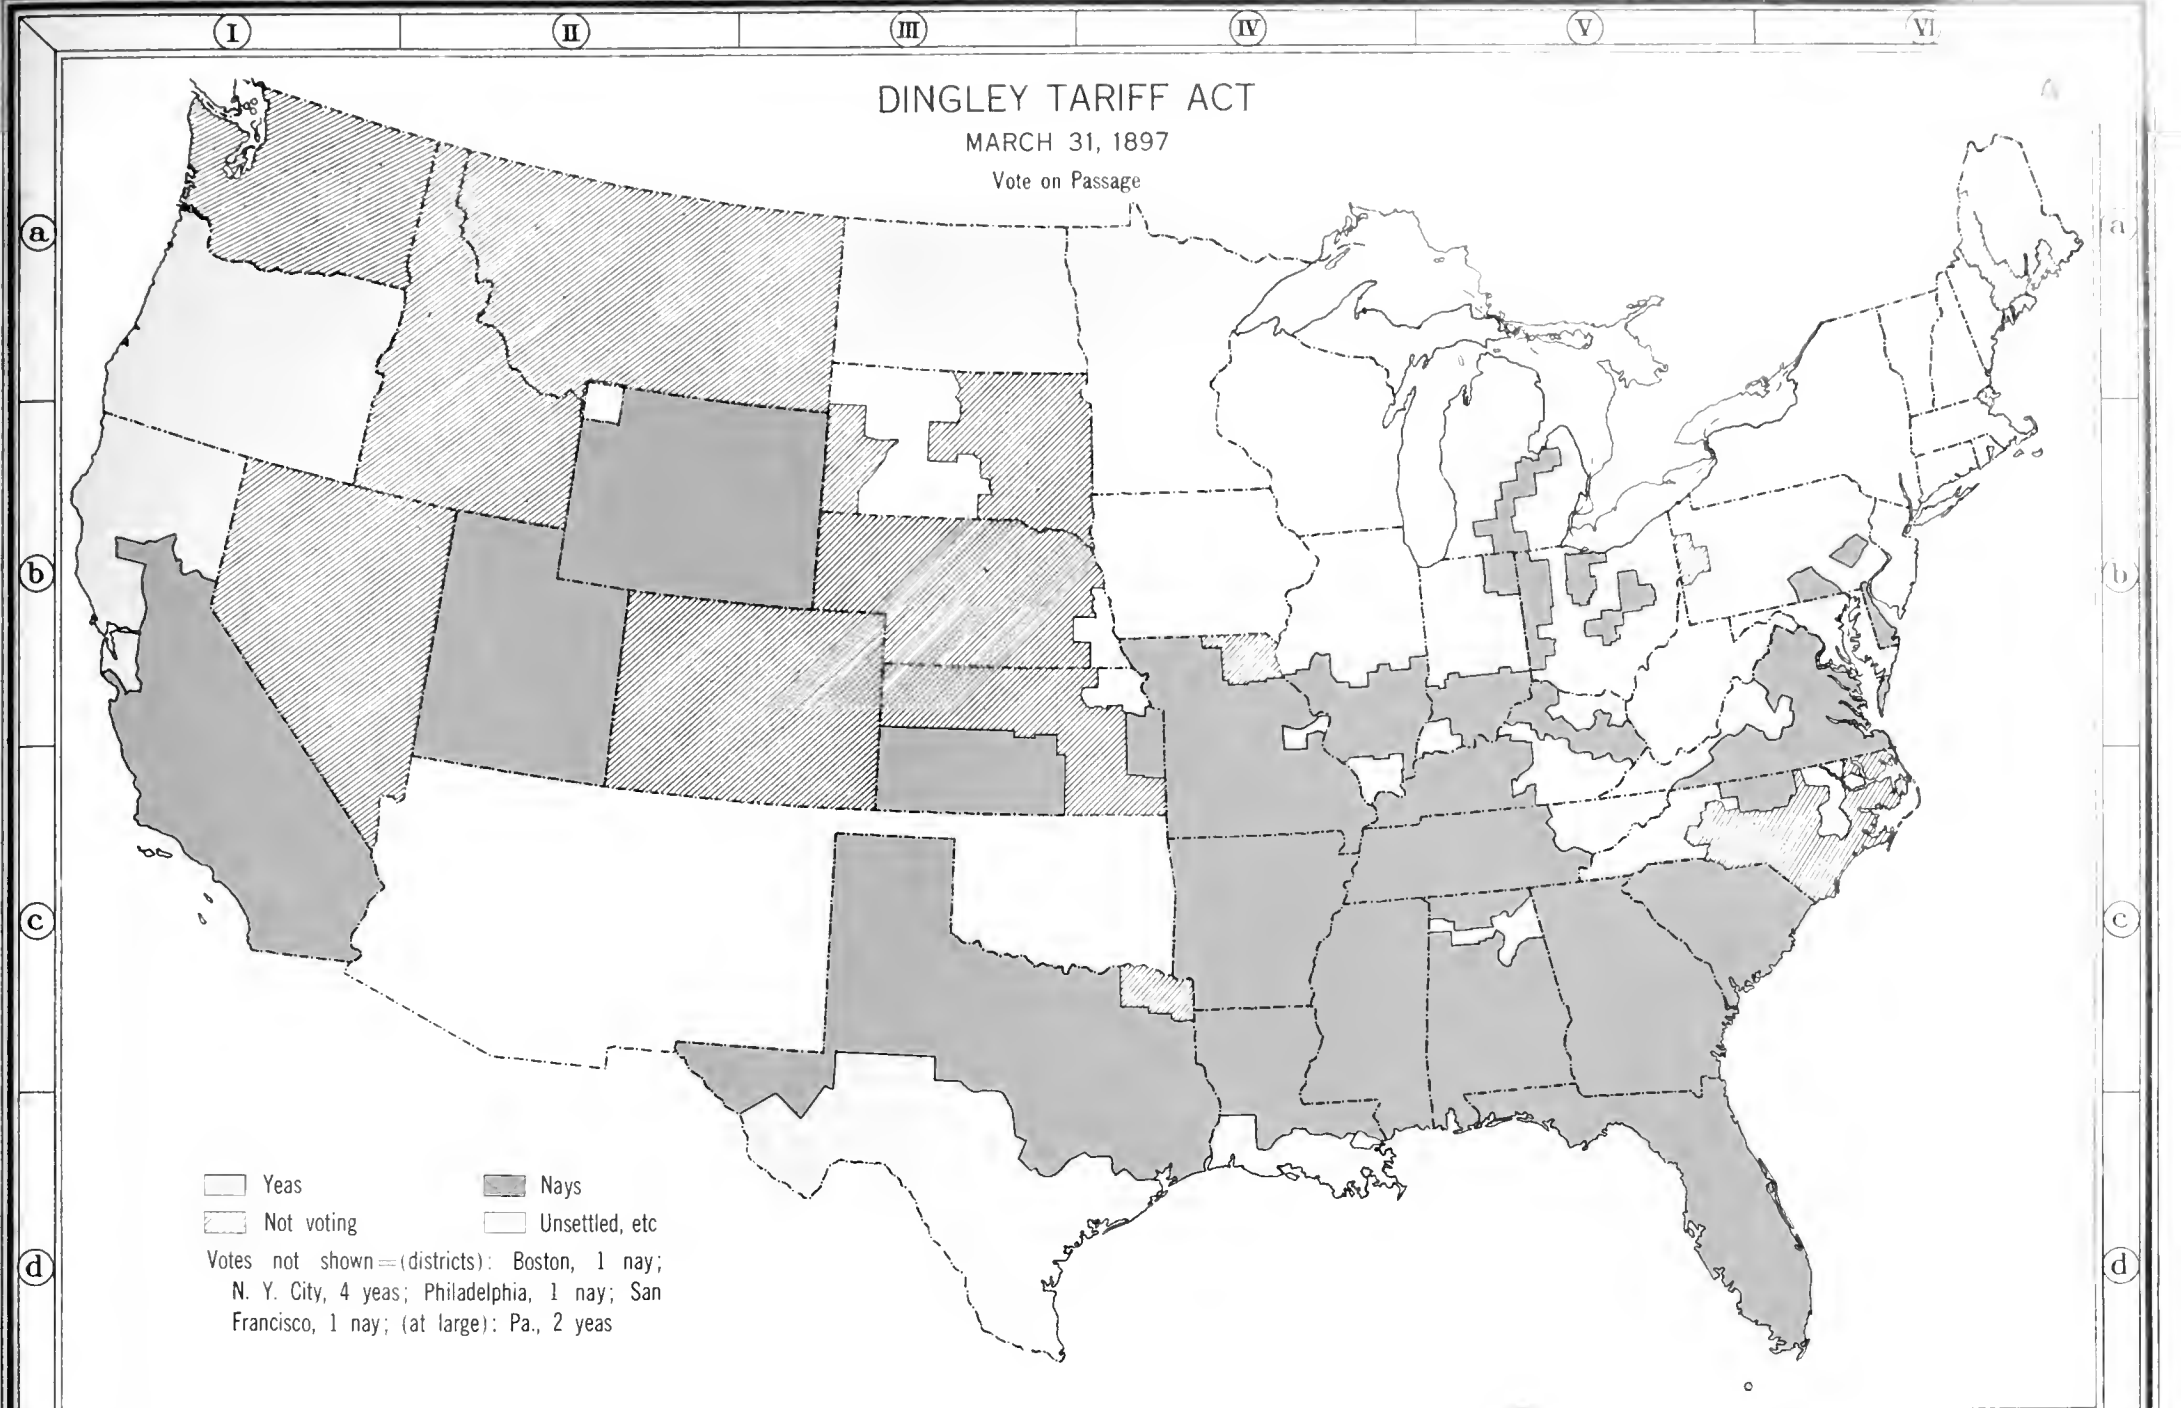 I II III IV V VI
DINGLEY TARIFF ACT
MARCH 31, 1897
Vote on Passage
a a
b b
c c
d d
Yeas Nays
Not voting Unsettled, etc
Votes not shown=(districts): Boston, 1 nay;
N. Y. City, 4 yeas; Philadelphia, 1 nay; San
Francisco, 1 nay; (at large): Pa., 2 yeas